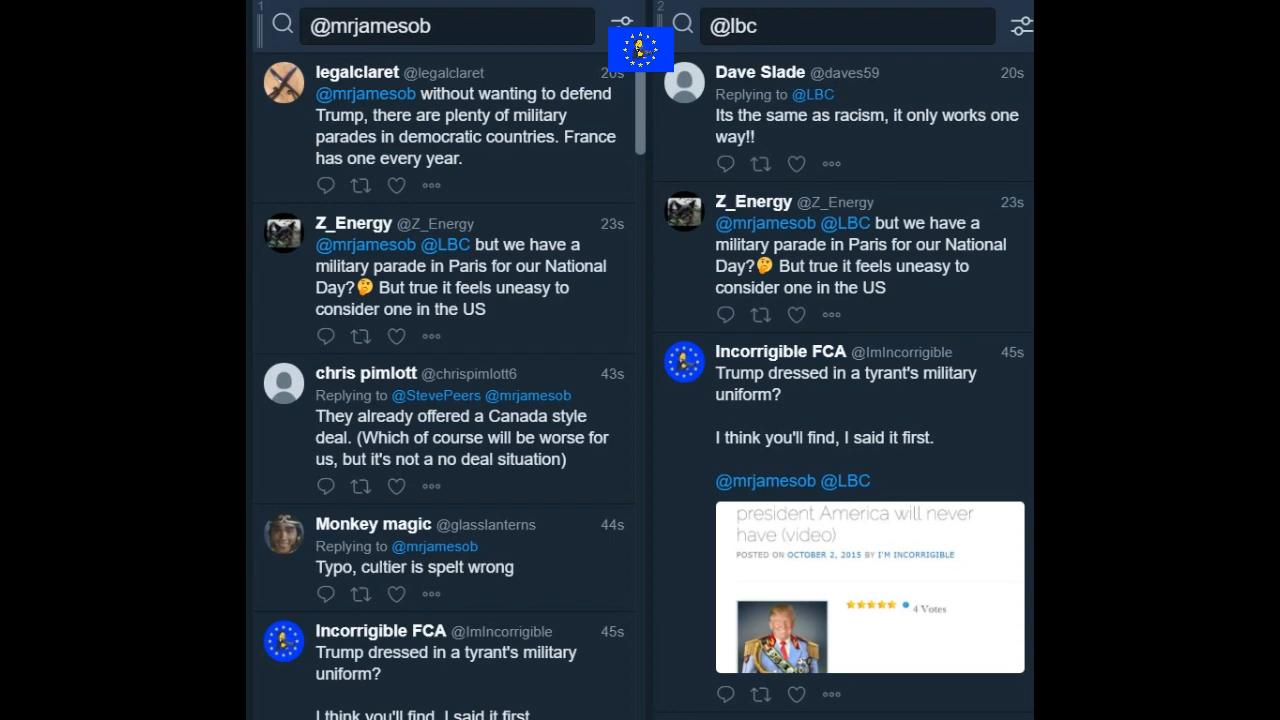 1
@mrjamesob
legalclaret @legalclaret 20s
@mrjamesob without wanting to defend
Trump, there are plenty of military
parades in democratic countries. France
has one every year.
Z_Energy @Z_Energy 23s
@mrjamesob @LBC but we have a
military parade in Paris for our National
Day?🤔 But true it feels uneasy to
consider one in the US
chris pimlott @chrispimlott6 43s
Replying to @StevePeers @mrjamesob
They already offered a Canada style
deal. (Which of course will be worse for
us, but it's not a no deal situation)
Monkey magic @glasslanterns 44s
Replying to @mrjamesob
Typo, cultier is spelt wrong
Incorrigible FCA @ImIncorrigible 45s
Trump dressed in a tyrant's military
uniform?
I think you'll find, I said it first.
2
@lbc
Dave Slade @daves59 20s
Replying to @LBC
Its the same as racism, it only works one
way!!
Z_Energy @Z_Energy 23s
@mrjamesob @LBC but we have a
military parade in Paris for our National
Day?🤔 But true it feels uneasy to
consider one in the US
Incorrigible FCA @ImIncorrigible 45s
Trump dressed in a tyrant's military
uniform?
I think you'll find, I said it first.
@mrjamesob @LBC
president America will never
have (video)
POSTED ON OCTOBER 2, 2015 BY I'M INCORRIGIBLE
4 Votes